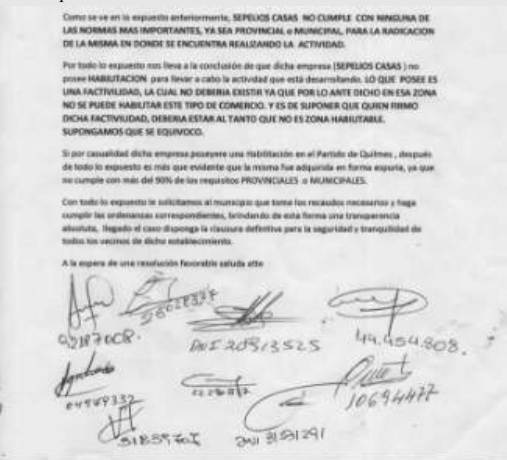 Como se ve en lo expuesto anteriormente, SEPELIOS CASAS NO CUMPLE CON NINGUNA DE
LAS NORMAS MAS IMPORTANTES, YA SEA PROVINCIAL o MUNICIPAL, PARA LA RADICACION
DE LA MISMA EN DONDE SE ENCUENTRA REALIZANDO LA ACTIVIDAD.
Por todo lo expuesto nos lleva a la conclusión de que dicha empresa (SEPELIOS CASAS ) no
posee HABILITACION para llevar a cabo la actividad que está desarrollando. LO QUE POSEE ES
UNA FACTIVILIDAD, LA CUAL NO DEBERIA EXISTIR YA QUE POR LO ANTE DICHO EN ESA ZONA
NO SE PUEDE HABILITAR ESTE TIPO DE COMERCIO. Y ES DE SUPONER QUE QUIEN FIRMO
DICHA FACTIVIUDAD, DEBERIA ESTAR AL TANTO QUE NO ES ZONA HABILITABLE.
SUPONGAMOS QUE SE EQUIVOCO.
Si por casualidad dicha empresa poseyere una Habilitación en el Partido de Quilmes , después
de todo lo expuesto es más que evidente que la misma fue adquirida en forma espuria, ya que
no cumple con más del 90% de los requisitos PROVINCIALES o MUNICIPALES.
Con todo lo expuesto le solicitamos al municipio que tome los recaudos necesarios y haga
cumplir las ordenanzas correspondientes, brindando de esta forma una transparencia
absoluta, llegado el caso disponga la clausura definitiva para la seguridad y tranquilidad de
todos los vecinos de dicho establecimiento.
A la espera de una resolución favorable saluda atte
92187008.
DNI 20913525
44.454.808.
10694477
DNI 31531291